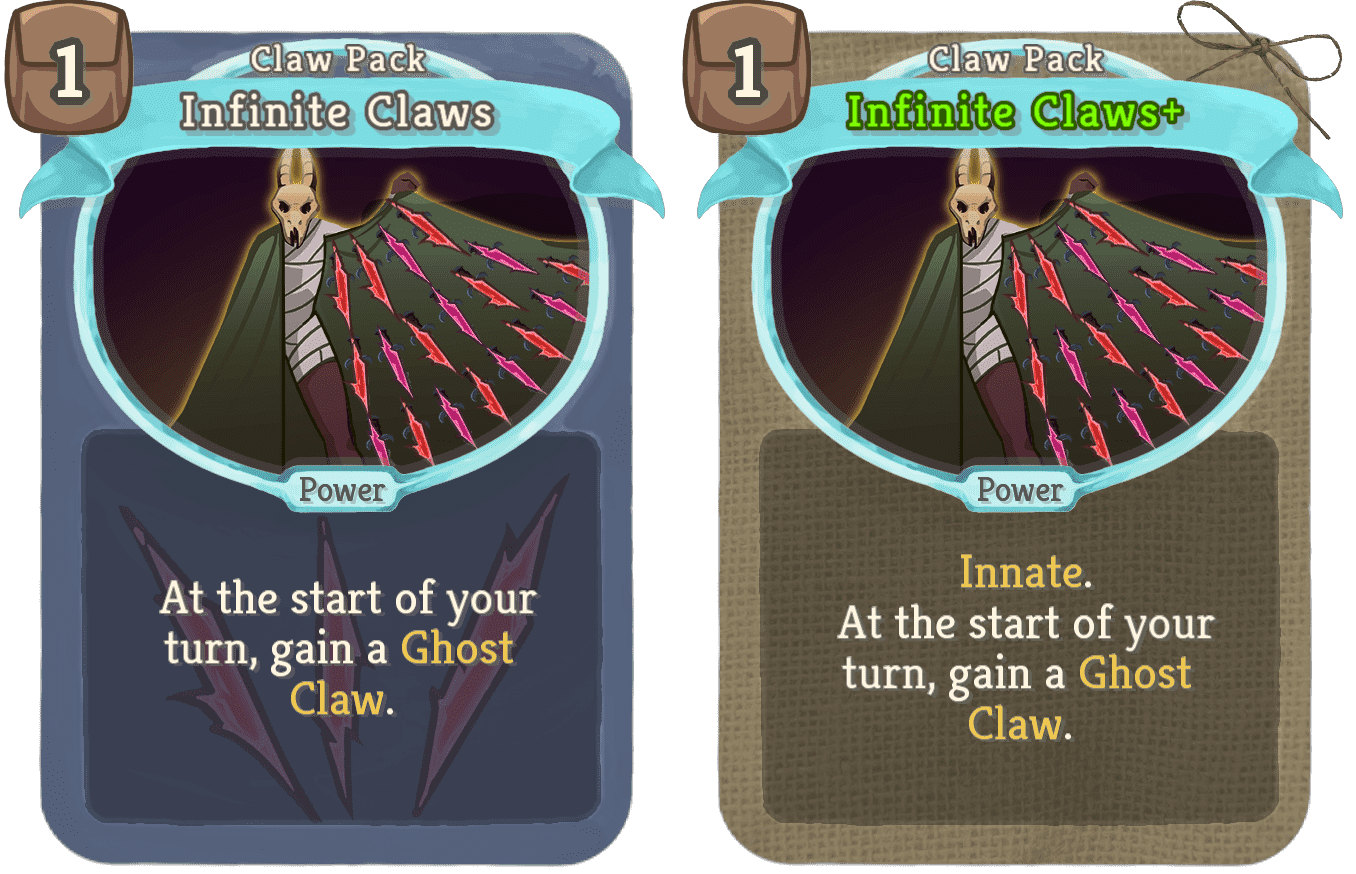 1
Claw Pack
Infinite Claws
Power
At the start of your
turn, gain a Ghost
Claw.
1
Claw Pack
Infinite Claws+
Power
Innate.
At the start of your
turn, gain a Ghost
Claw.